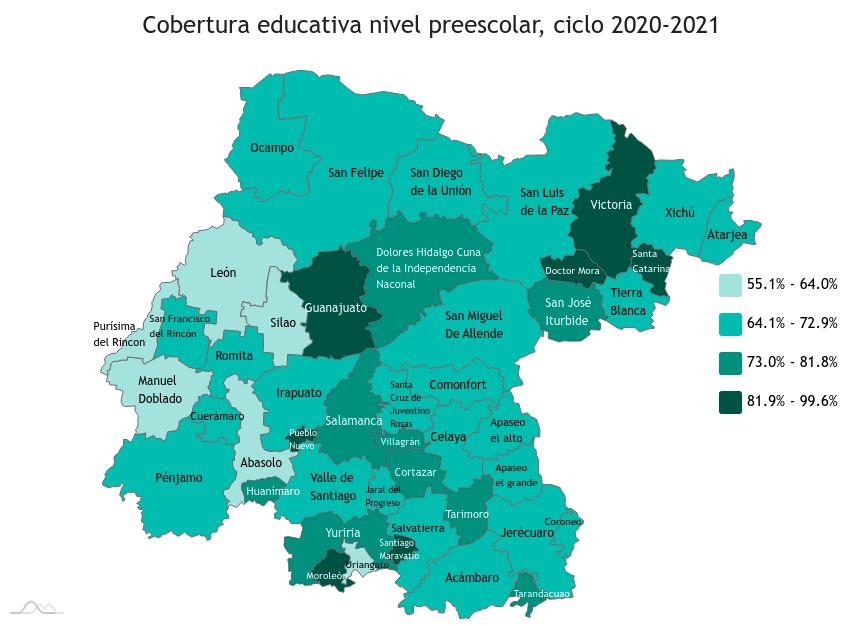 Cobertura educativa nivel preescolar, ciclo 2020-2021
Ocampo
San Felipe
San Diego
de la Unión
San Luis
de la Paz
Victoria
Xichú
Atarjea
Santa
Catarina
Doctor Mora
Tierra
Blanca
San José
Iturbide
Dolores Hidalgo Cuna
de la Independencia
Naconal
León
Guanajuato
Silao
San Miguel
De Allende
Purísima
del Rincon
San Francisco
del Rincón
Romita
Manuel
Doblado
Irapuato
Santa
Cruz de
Juventino
Rosas
Comonfort
Cuerámaro
Salamanca
Pueblo
Nuevo
Villagrán
Celaya
Apaseo
el alto
Abasolo
Pénjamo
Huanimaro
Valle de
Santiago
Cortazar
Apaseo
el grande
Jaral del
Progreso
Tarimoro
Salvatierra
Coroneo
Jerécuaro
Yuriria
Santiago
Maravatío
Uriangato
Moroleón
Acámbaro
Tarandacuao
55.1% - 64.0%
64.1% - 72.9%
73.0% - 81.8%
81.9% - 99.6%